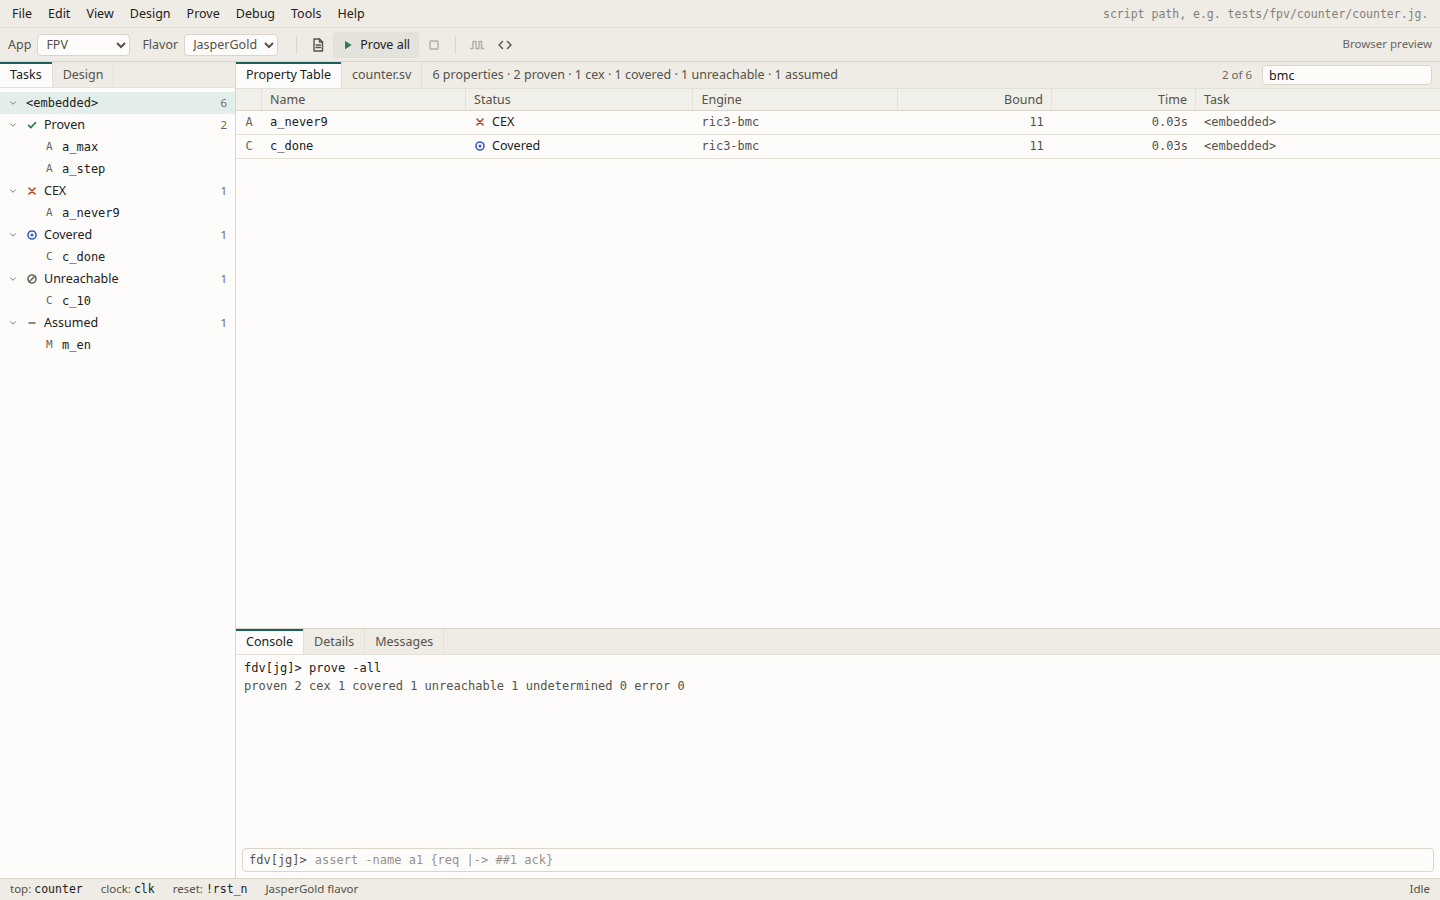 File Edit View Design Prove Debug Tools Help script path, e.g. tests/fpv/counter/counter.jg.
App FPV Flavor JasperGold Prove all Browser preview
Tasks Design Property Table counter.sv 6 properties · 2 proven · 1 cex · 1 covered · 1 unreachable · 1 assumed 2 of 6 bmc
<embedded> 6
Name Status Engine Bound Time Task
Proven 2
A a_never9 CEX ric3-bmc 11 0.03s <embedded>
A a_max
C c_done Covered ric3-bmc 11 0.03s <embedded>
A a_step
CEX 1
A a_never9
Covered 1
C c_done
Unreachable 1
C c_10
Assumed 1
M m_en
Console Details Messages
fdv[jg]> prove -all
proven 2 cex 1 covered 1 unreachable 1 undetermined 0 error 0
fdv[jg]> assert -name a1 {req |-> ##1 ack}
top: counter clock: clk reset: !rst_n JasperGold flavor Idle